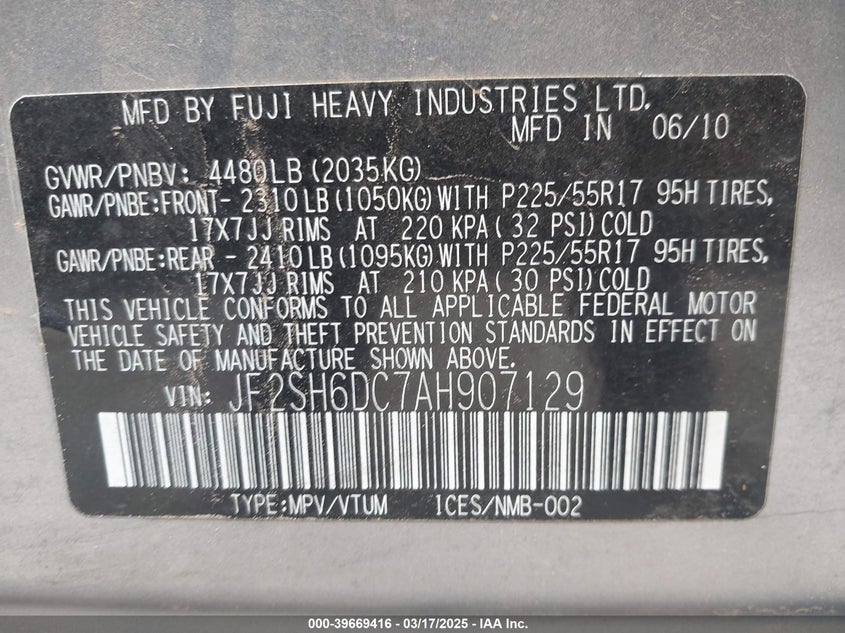 MFD BY FUJI HEAVY INDUSTRIES LTD.
MFD IN 06/10
GVWR/PNBV: 4480LB(2035KG)
GAWR/PNBE:FRONT- 2310LB(1050KG)WITH P225/55R17 95H TIRES,
17X7JJ RIMS AT 220 KPA(32 PSI)COLD
GAWR/PNBE:REAR - 2410LB(1095KG)WITH P225/55R17 95H TIRES,
17X7JJ RIMS AT 210 KPA(30 PSI)COLD
THIS VEHICLE CONFORMS TO ALL APPLICABLE FEDERAL MOTOR
VEHICLE SAFETY AND THEFT PREVENTION STANDARDS IN EFFECT ON
THE DATE OF MANUFACTURE SHOWN ABOVE.
VIN: JF2SH6DC7AH907129
TYPE:MPV/VTUM ICES/NMB-002
000-39669416 - 03/17/2025 - IAA Inc.